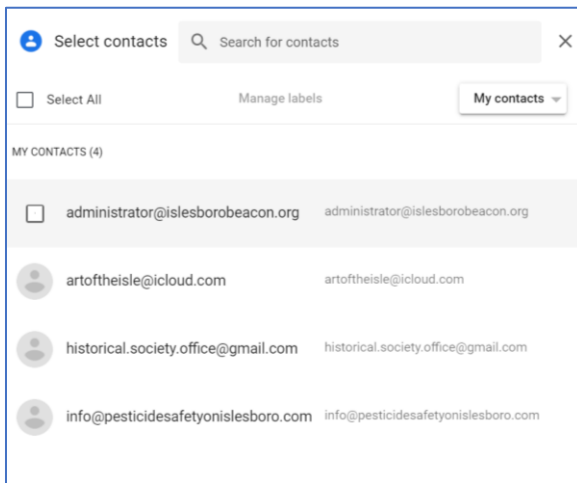 Select contacts Search for contacts
Select All Manage labels My contacts
MY CONTACTS (4)
administrator@islesborobeacon.org administrator@islesborobeacon.org
artoftheisle@icloud.com artoftheisle@icloud.com
historical.society.office@gmail.com historical.society.office@gmail.com
info@pesticidesafetyonislesboro.com info@pesticidesafetyonislesboro.com